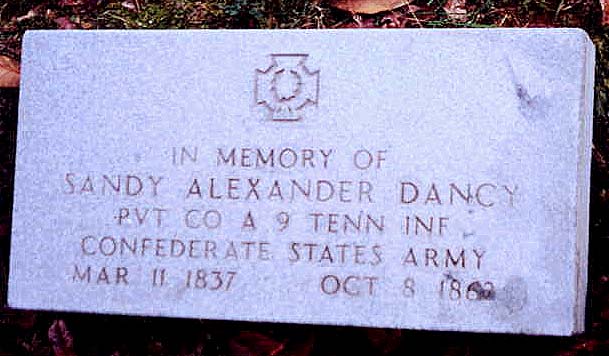 IN MEMORY OF
SANDY ALEXANDER DANCY
PVT CO A 9 TENN INF
CONFEDERATE STATES ARMY
MAR 11 1837 OCT 8 1862